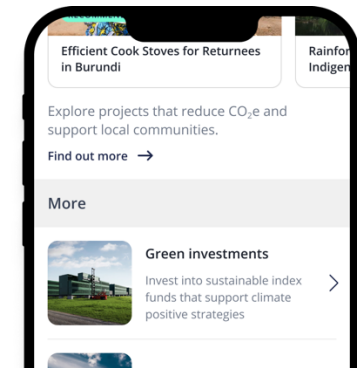 Efficient Cook Stoves for Returnees
in Burundi
Explore projects that reduce CO₂e and
support local communities.
Find out more →
More
Green investments
Invest into sustainable index
funds that support climate
positive strategies